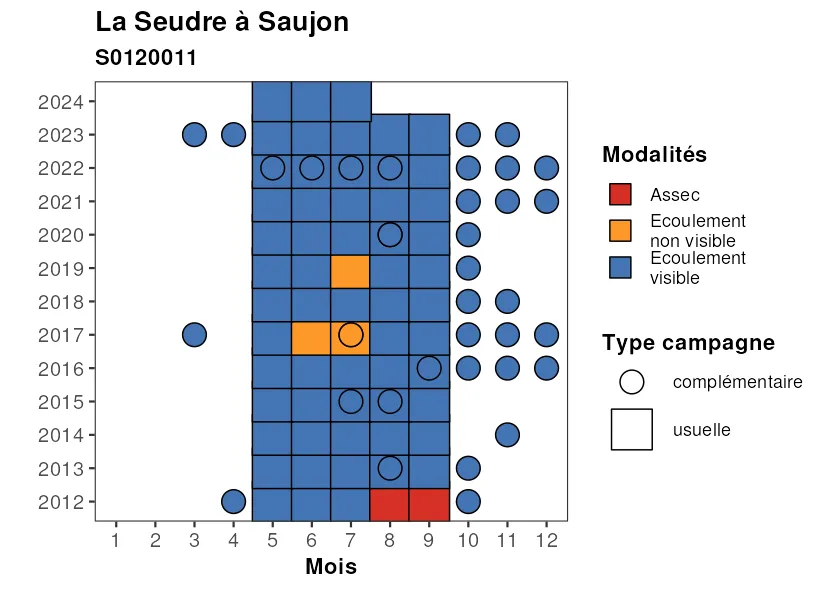 La Seudre à Saujon
S0120011
2024
2023
2022
2021
2020
2019
2018
2017
2016
2015
2014
2013
2012
1 2 3 4 5 6 7 8 9 10 11 12
Mois
Modalités
Assec
Ecoulement
non visible
Ecoulement
visible
Type campagne
complémentaire
usuelle